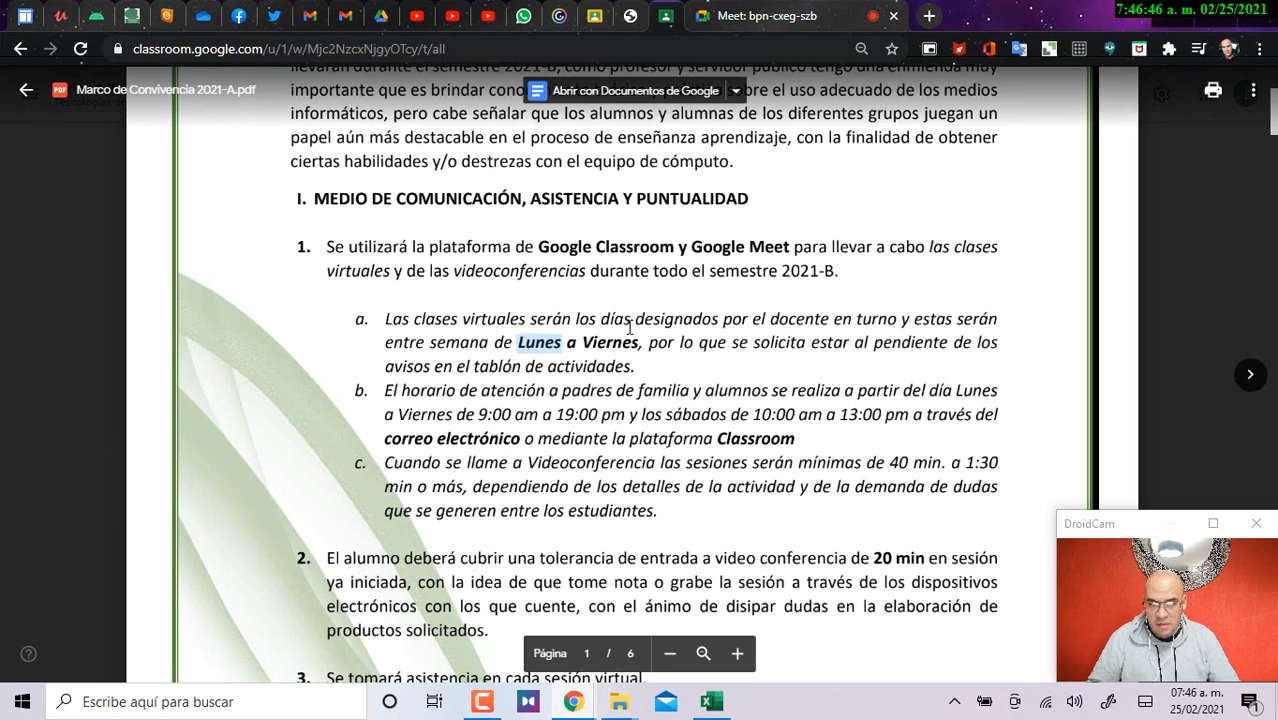 7:46:46 a. m. 02/25/2021
Meet: bpn-cxeg-szb
classroom.google.com/u/1/w/Mjc2NzcxNjgyOTcy/t/all
Marco de Convivencia 2021-A.pdf
Abrir con Documentos de Google
importante que es brindar
sobre el uso adecuado de los medios
informáticos, pero cabe señalar que los alumnos y alumnas de los diferentes grupos juegan un
papel aún más destacable en el proceso de enseñanza aprendizaje, con la finalidad de obtener
ciertas habilidades y/o destrezas con el equipo de cómputo.
I. MEDIO DE COMUNICACIÓN, ASISTENCIA Y PUNTUALIDAD
1. Se utilizará la plataforma de Google Classroom y Google Meet para llevar a cabo las clases
virtuales y de las videoconferencias durante todo el semestre 2021-B.
a. Las clases virtuales serán los días designados por el docente en turno y estas serán
entre semana de Lunes a Viernes, por lo que se solicita estar al pendiente de los
avisos en el tablón de actividades.
b. El horario de atención a padres de familia y alumnos se realiza a partir del día Lunes
a Viernes de 9:00 am a 19:00 pm y los sábados de 10:00 am a 13:00 pm a través del
correo electrónico o mediante la plataforma Classroom
c. Cuando se llame a Videoconferencia las sesiones serán mínimas de 40 min. a 1:30
min o más, dependiendo de los detalles de la actividad y de la demanda de dudas
que se generen entre los estudiantes.
2. El alumno deberá cubrir una tolerancia de entrada a video conferencia de 20 min en sesión
ya iniciada, con la idea de que tome nota o grabe la sesión a través de los dispositivos
electrónicos con los que cuente, con el ánimo de disipar dudas en la elaboración de
productos solicitados.
3. Se tomará asistencia en cada sesión virtual.
Página 1 / 6
DroidCam
Escribe aquí para buscar
07:46 a. m.
25/02/2021